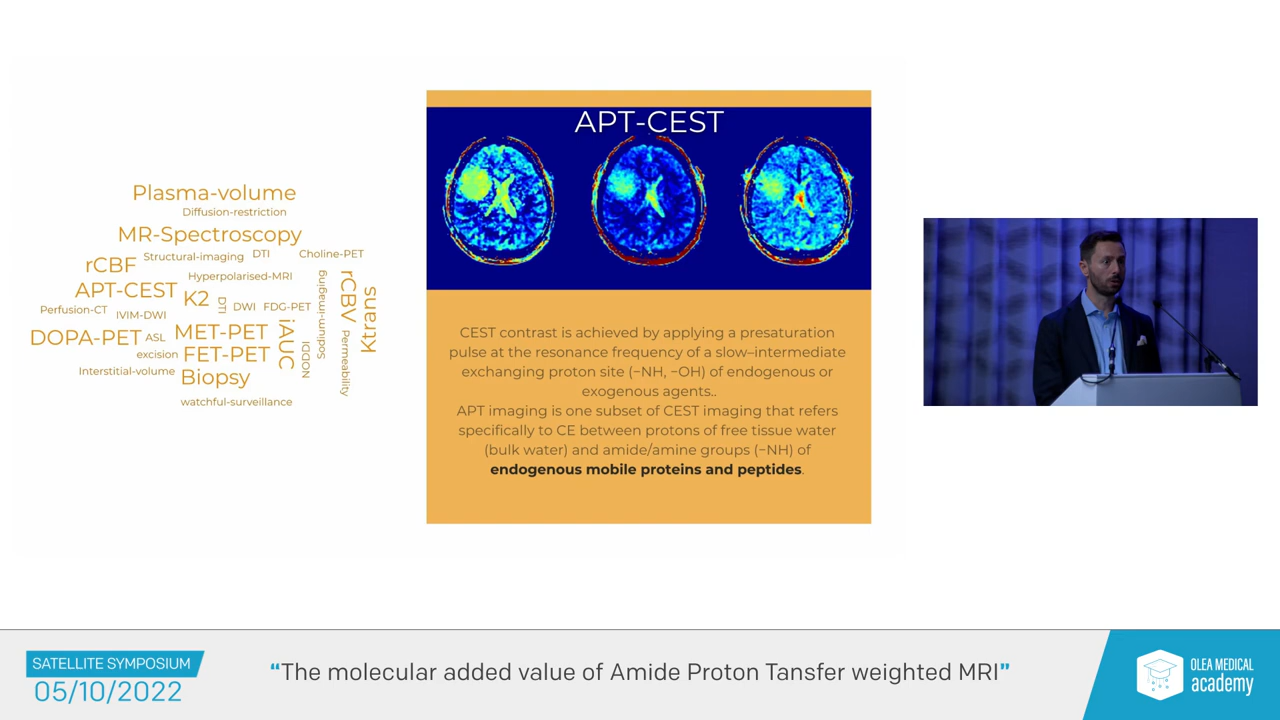 Plasma-volume
Diffusion-restriction
MR-Spectroscopy
Structural-imaging
DTI
Choline-PET
rCBF
Hyperpolarised-MRI
APT-CEST
K2
DTI
DWI
FDG-PET
Sodium-imaging
rCBV
Ktrans
Perfusion-CT
IVIM-DWI
DOPA-PET
ASL
MET-PET
iAUC
NODDI
Permeability
excision
FET-PET
Interstitial-volume
Biopsy
watchful-surveillance
APT-CEST
CEST contrast is achieved by applying a presaturation
pulse at the resonance frequency of a slow–intermediate
exchanging proton site (−NH, −OH) of endogenous or
exogenous agents..
APT imaging is one subset of CEST imaging that refers
specifically to CE between protons of free tissue water
(bulk water) and amide/amine groups (−NH) of
endogenous mobile proteins and peptides.
SATELLITE SYMPOSIUM
05/10/2022
“The molecular added value of Amide Proton Tansfer weighted MRI”
OLEA MEDICAL
academy